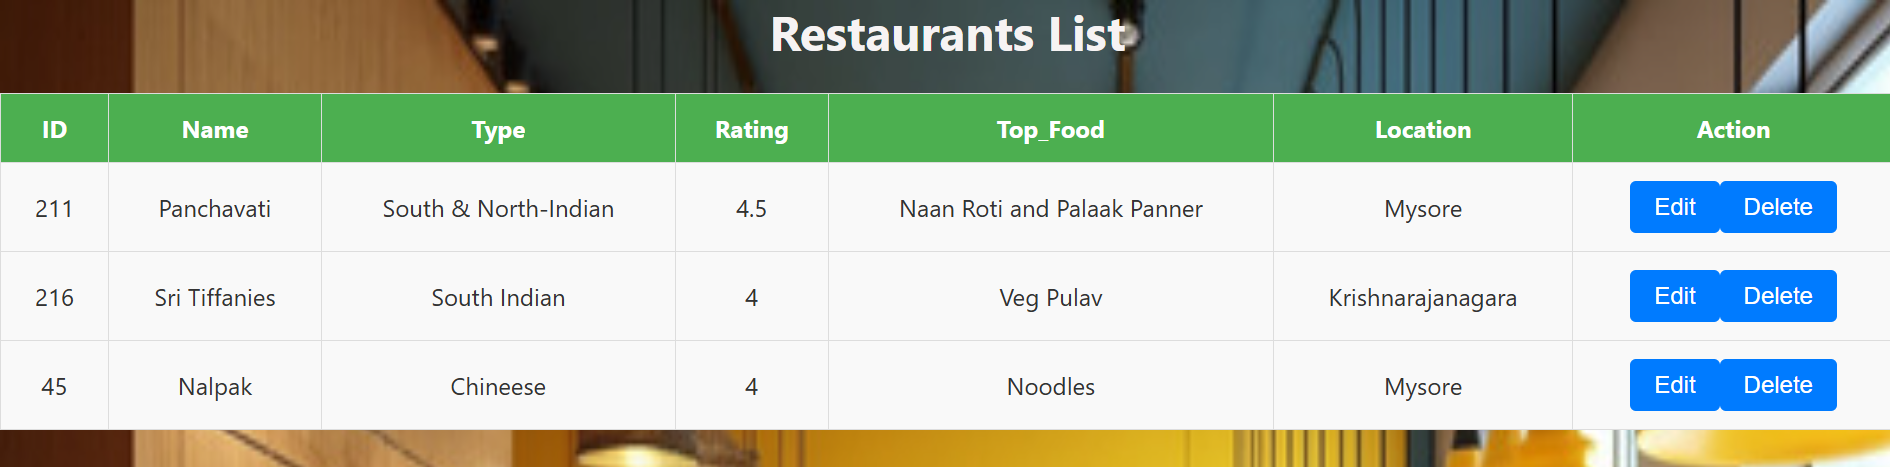 Restaurants List
ID Name Type Rating Top_Food Location Action
211 Panchavati South & North-Indian 4.5 Naan Roti and Palaak Panner Mysore Edit Delete
216 Sri Tiffanies South Indian 4 Veg Pulav Krishnarajanagara Edit Delete
45 Nalpak Chineese 4 Noodles Mysore Edit Delete